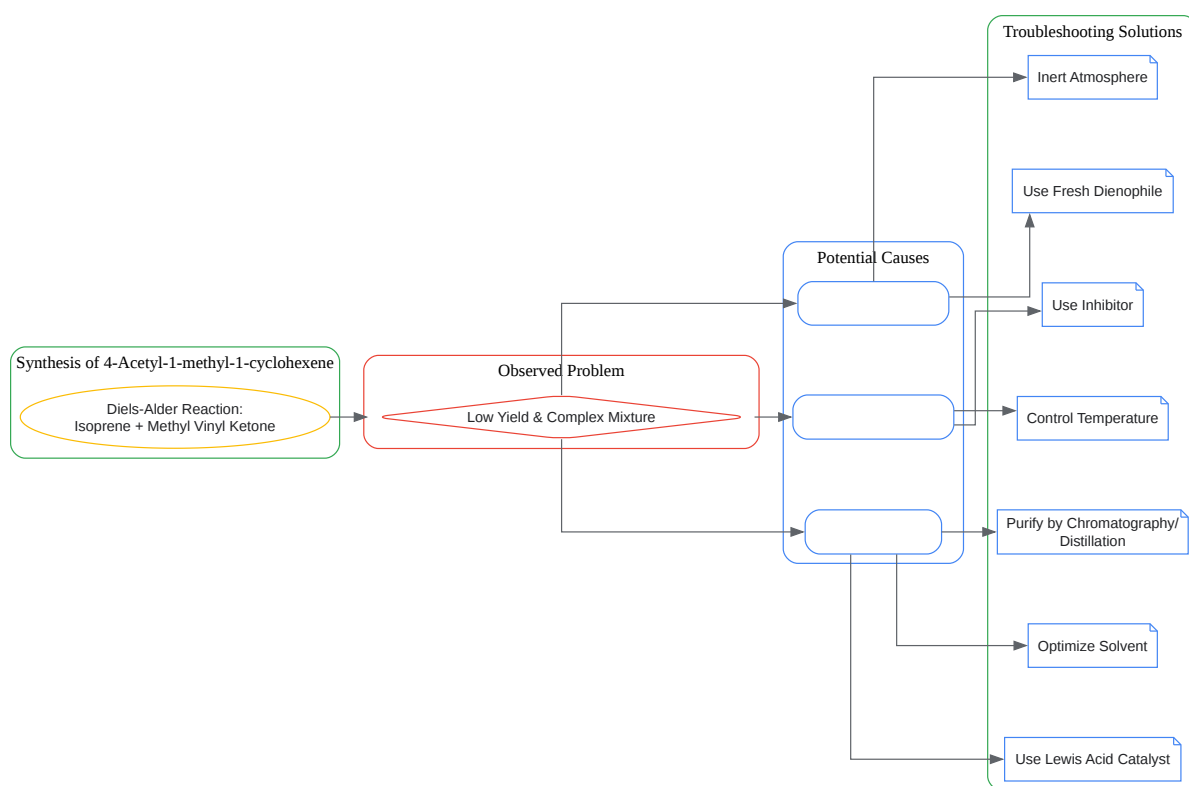 Troubleshooting Solutions
Inert Atmosphere
Use Fresh Dienophile
Potential Causes
Use Inhibitor
Synthesis of 4-Acetyl-1-methyl-1-cyclohexene
Observed Problem
Diels-Alder Reaction:
Isoprene + Methyl Vinyl Ketone
Low Yield & Complex Mixture
Control Temperature
Purify by Chromatography/
Distillation
Optimize Solvent
Use Lewis Acid Catalyst